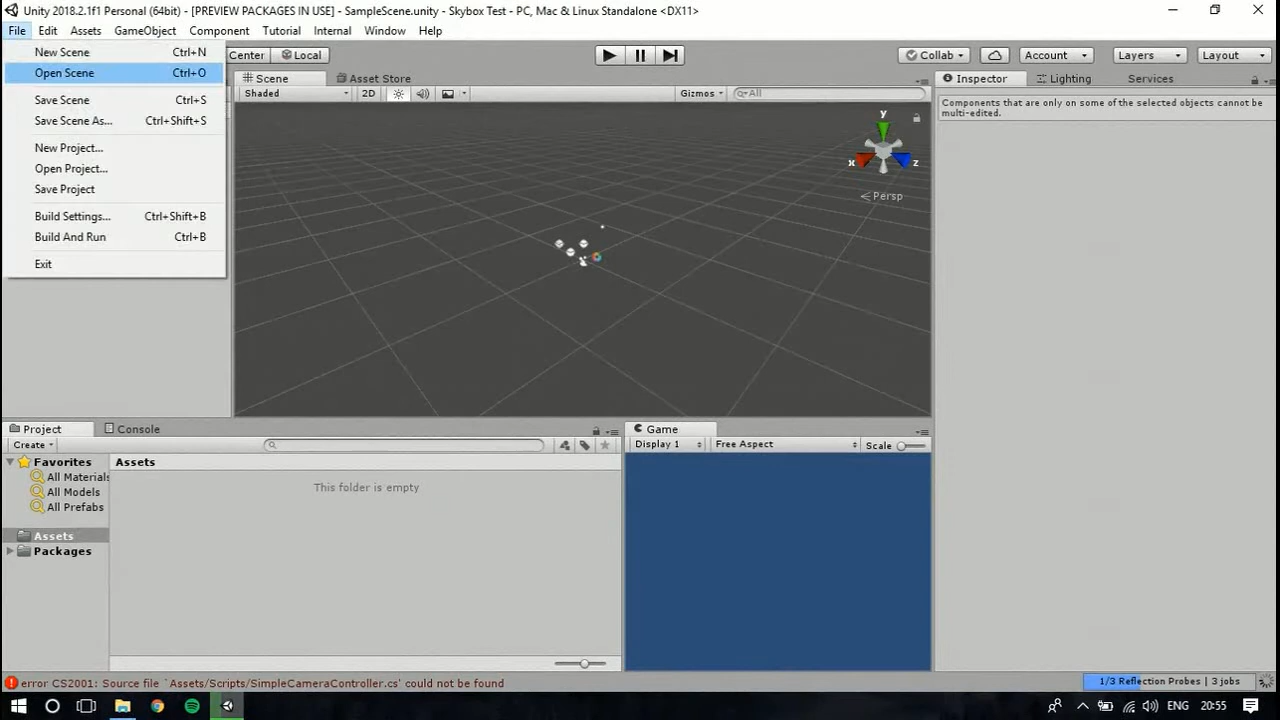 Unity 2018.2.1f1 Personal (64bit) - [PREVIEW PACKAGES IN USE] - SampleScene.unity - Skybox Test - PC, Mac & Linux Standalone <DX11>
File Edit Assets GameObject Component Tutorial Internal Window Help
Center Local Collab Account Layers Layout
New Scene Ctrl+N
Open Scene Ctrl+O
Save Scene Ctrl+S
Save Scene As... Ctrl+Shift+S
New Project...
Open Project...
Save Project
Build Settings... Ctrl+Shift+B
Build And Run Ctrl+B
Exit
Scene Asset Store
Shaded 2D Gizmos All
y
x z
Persp
Inspector Lighting Services
Components that are only on some of the selected objects cannot be
multi-edited.
Project Console
Create
Favorites
All Materials
All Models
All Prefabs
Assets
Packages
Assets
This folder is empty
Game
Display 1 Free Aspect Scale
error CS2001: Source file `Assets/Scripts/SimpleCameraController.cs' could not be found
1/3 Reflection Probes | 3 jobs
ENG 20:55